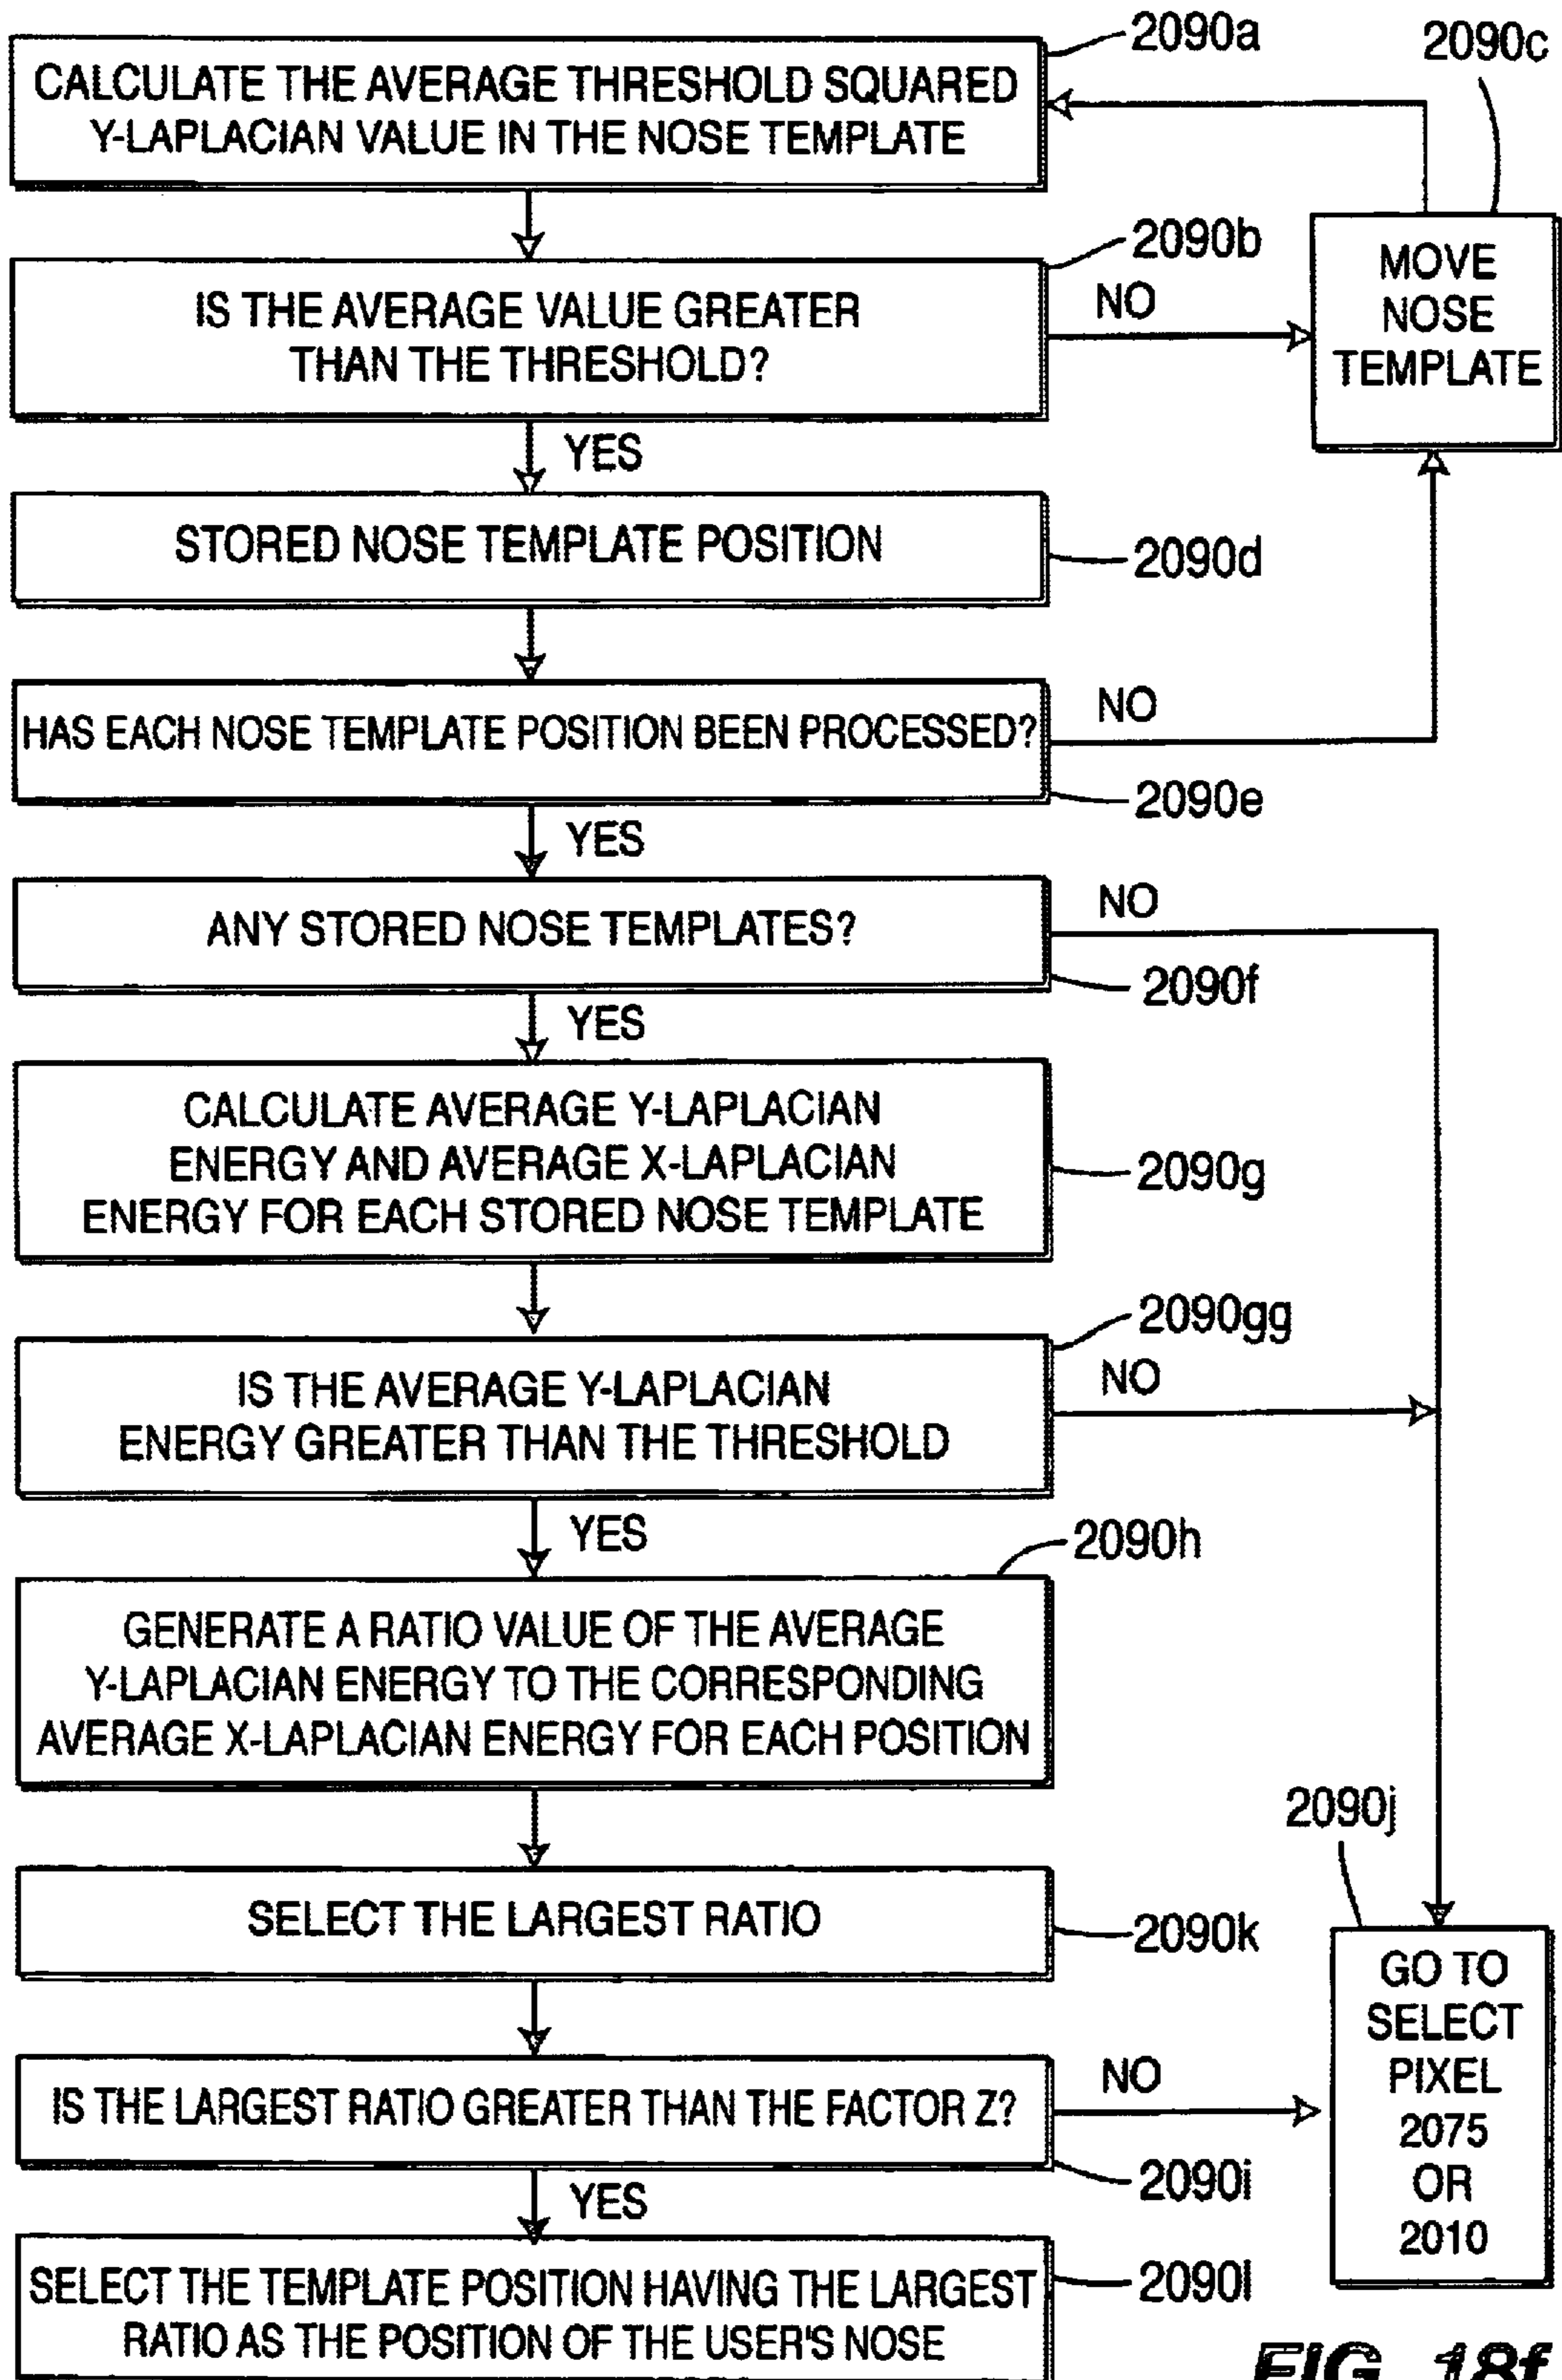 2090a
2090c
CALCULATE THE AVERAGE THRESHOLD SQUARED
Y-LAPLACIAN VALUE IN THE NOSE TEMPLATE
2090b
MOVE
NOSE
TEMPLATE
IS THE AVERAGE VALUE GREATER
THAN THE THRESHOLD?
NO
YES
STORED NOSE TEMPLATE POSITION
2090d
HAS EACH NOSE TEMPLATE POSITION BEEN PROCESSED?
NO
2090e
YES
ANY STORED NOSE TEMPLATES?
NO
2090f
YES
CALCULATE AVERAGE Y-LAPLACIAN
ENERGY AND AVERAGE X-LAPLACIAN
ENERGY FOR EACH STORED NOSE TEMPLATE
2090g
2090gg
IS THE AVERAGE Y-LAPLACIAN
ENERGY GREATER THAN THE THRESHOLD
NO
YES
2090h
GENERATE A RATIO VALUE OF THE AVERAGE
Y-LAPLACIAN ENERGY TO THE CORRESPONDING
AVERAGE X-LAPLACIAN ENERGY FOR EACH POSITION
2090j
SELECT THE LARGEST RATIO
2090k
GO TO
SELECT
PIXEL
2075
OR
2010
IS THE LARGEST RATIO GREATER THAN THE FACTOR Z?
NO
2090i
YES
SELECT THE TEMPLATE POSITION HAVING THE LARGEST
RATIO AS THE POSITION OF THE USER'S NOSE
2090l
FIG. 18f